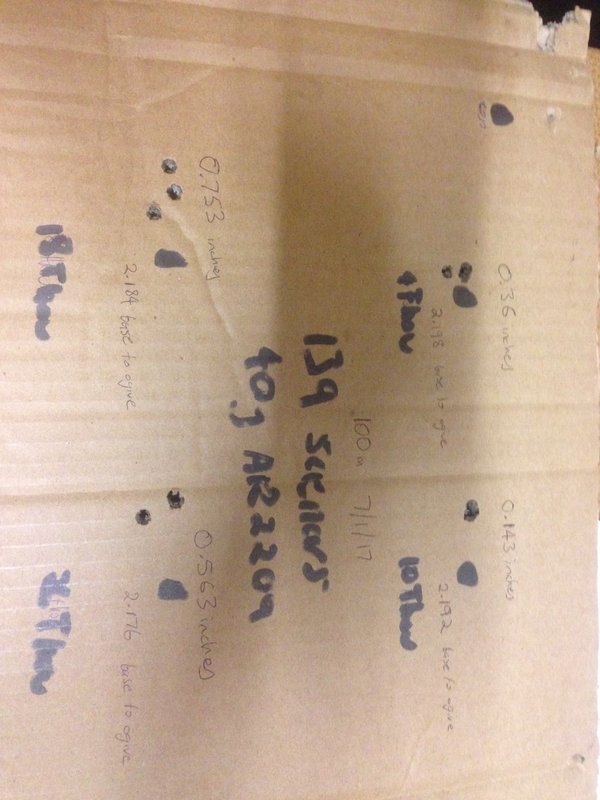 0.36 inches
2.198 base to ogive
4 Thou
0.143 inches
2.192 base to ogive
10 Thou
100m 7/1/17
139 Scenars
40g AR2209
0.753 inches
2.184 base to ogive
18 Thou
0.563 inches
2.176 base to ogive
26 Thou